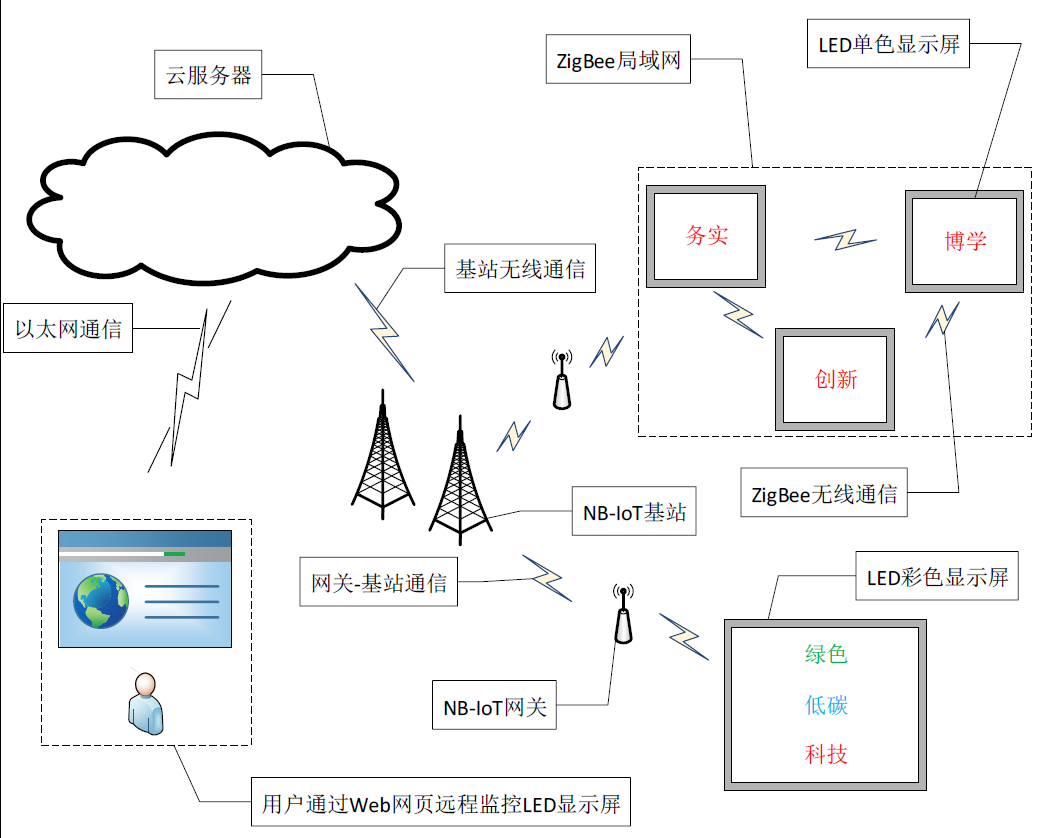 LED单色显示屏
ZigBee局域网
云服务器
务实
博学
基站无线通信
以太网通信
创新
ZigBee无线通信
NB-IoT基站
网关-基站通信
LED彩色显示屏
绿色
低碳
科技
NB-IoT网关
用户通过Web网页远程监控LED显示屏